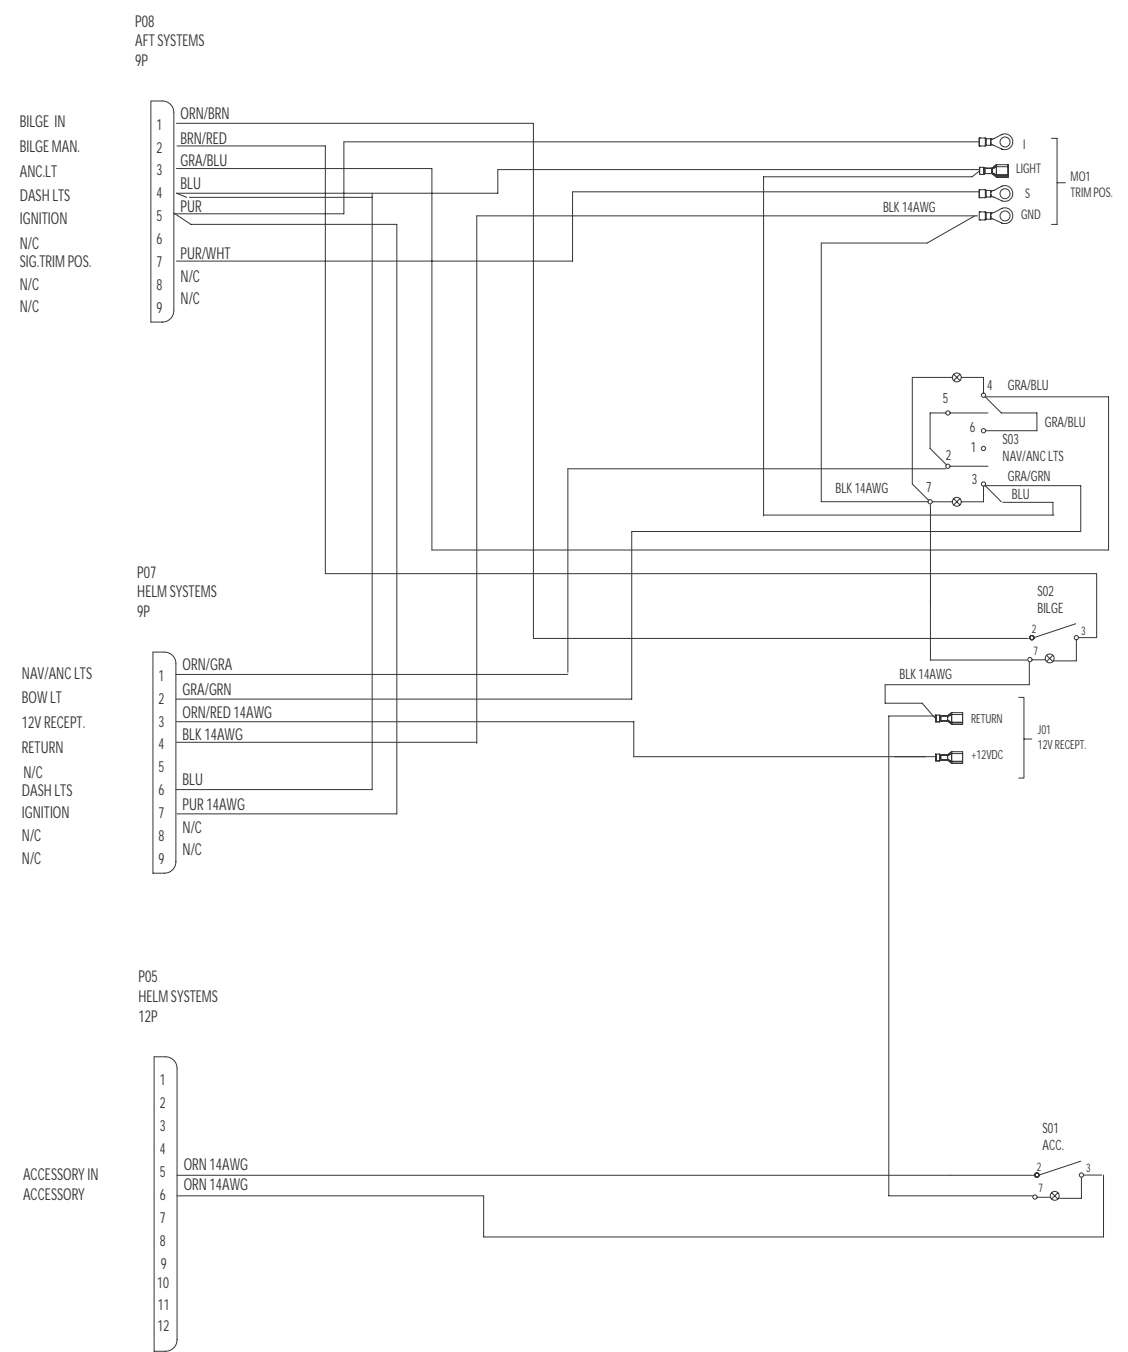 P08
AFT SYSTEMS
9P
BILGE IN 1 ORN/BRN
BILGE MAN. 2 BRN/RED
ANC.LT 3 GRA/BLU
DASH LTS 4 BLU
IGNITION 5 PUR
N/C 6
SIG.TRIM POS. 7 PUR/WHT
N/C 8 N/C
N/C 9 N/C
I
LIGHT
S
BLK 14AWG GND
MO1
TRIM POS.
4 GRA/BLU
5
6 GRA/BLU
1 S03
NAV/ANC LTS
2
3 GRA/GRN
BLU
BLK 14AWG 7
P07
HELM SYSTEMS
9P
S02
BILGE
2 3
7
BLK 14AWG
NAV/ANC LTS 1 ORN/GRA
BOW LT 2 GRA/GRN
12V RECEPT. 3 ORN/RED 14AWG
RETURN 4 BLK 14AWG
N/C 5
DASH LTS 6 BLU
IGNITION 7 PUR 14AWG
N/C 8 N/C
N/C 9 N/C
RETURN
+12VDC
J01
12V RECEPT.
P05
HELM SYSTEMS
12P
1
2
3
4
ACCESSORY IN 5 ORN 14AWG
ACCESSORY 6 ORN 14AWG
7
8
9
10
11
12
S01
ACC.
2 3
7